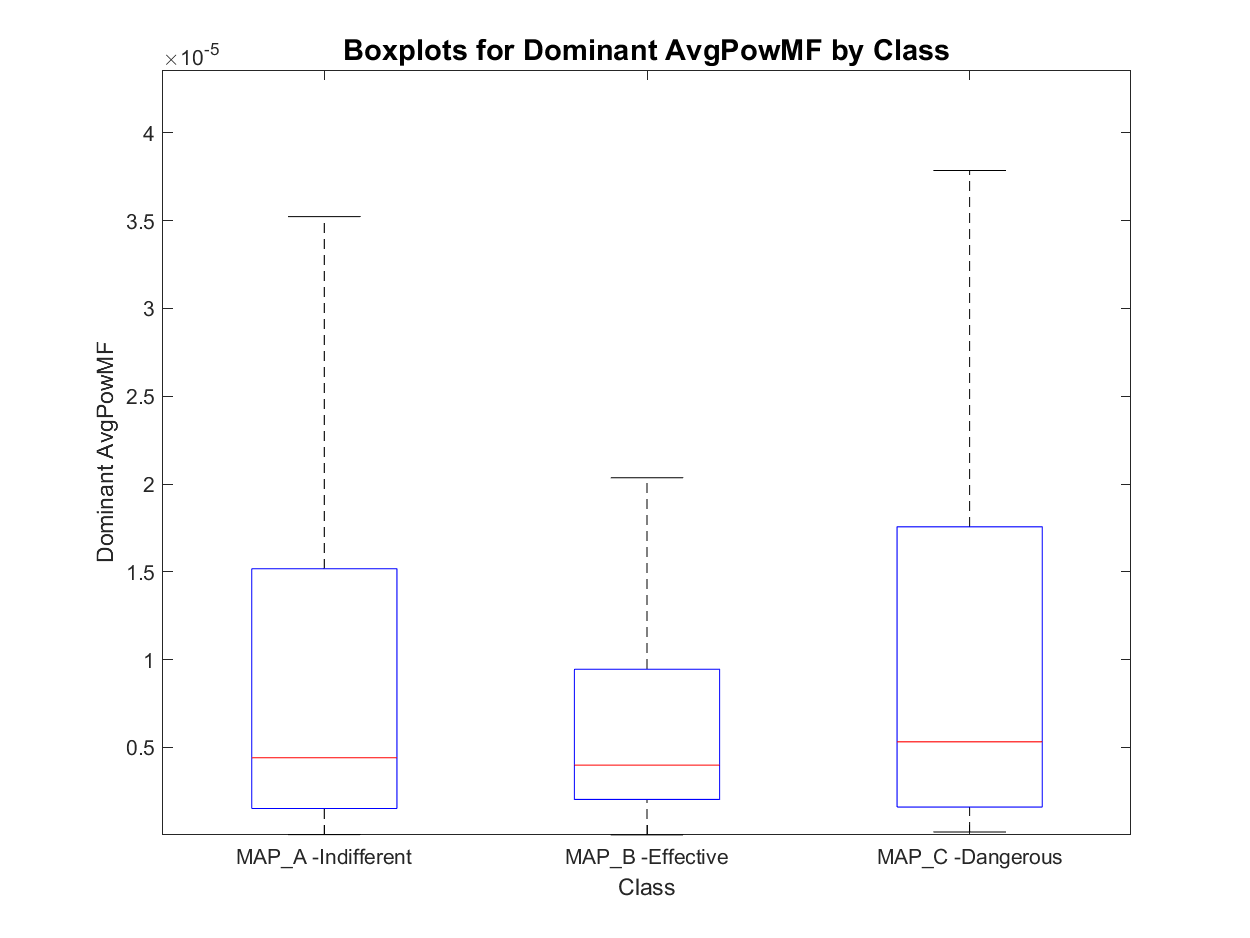 Boxplots for Dominant AvgPowMF by Class
×10-5
4
3.5
3
2.5
2
1.5
1
0.5
Dominant AvgPowMF
MAP_A -Indifferent
MAP_B -Effective
MAP_C -Dangerous
Class